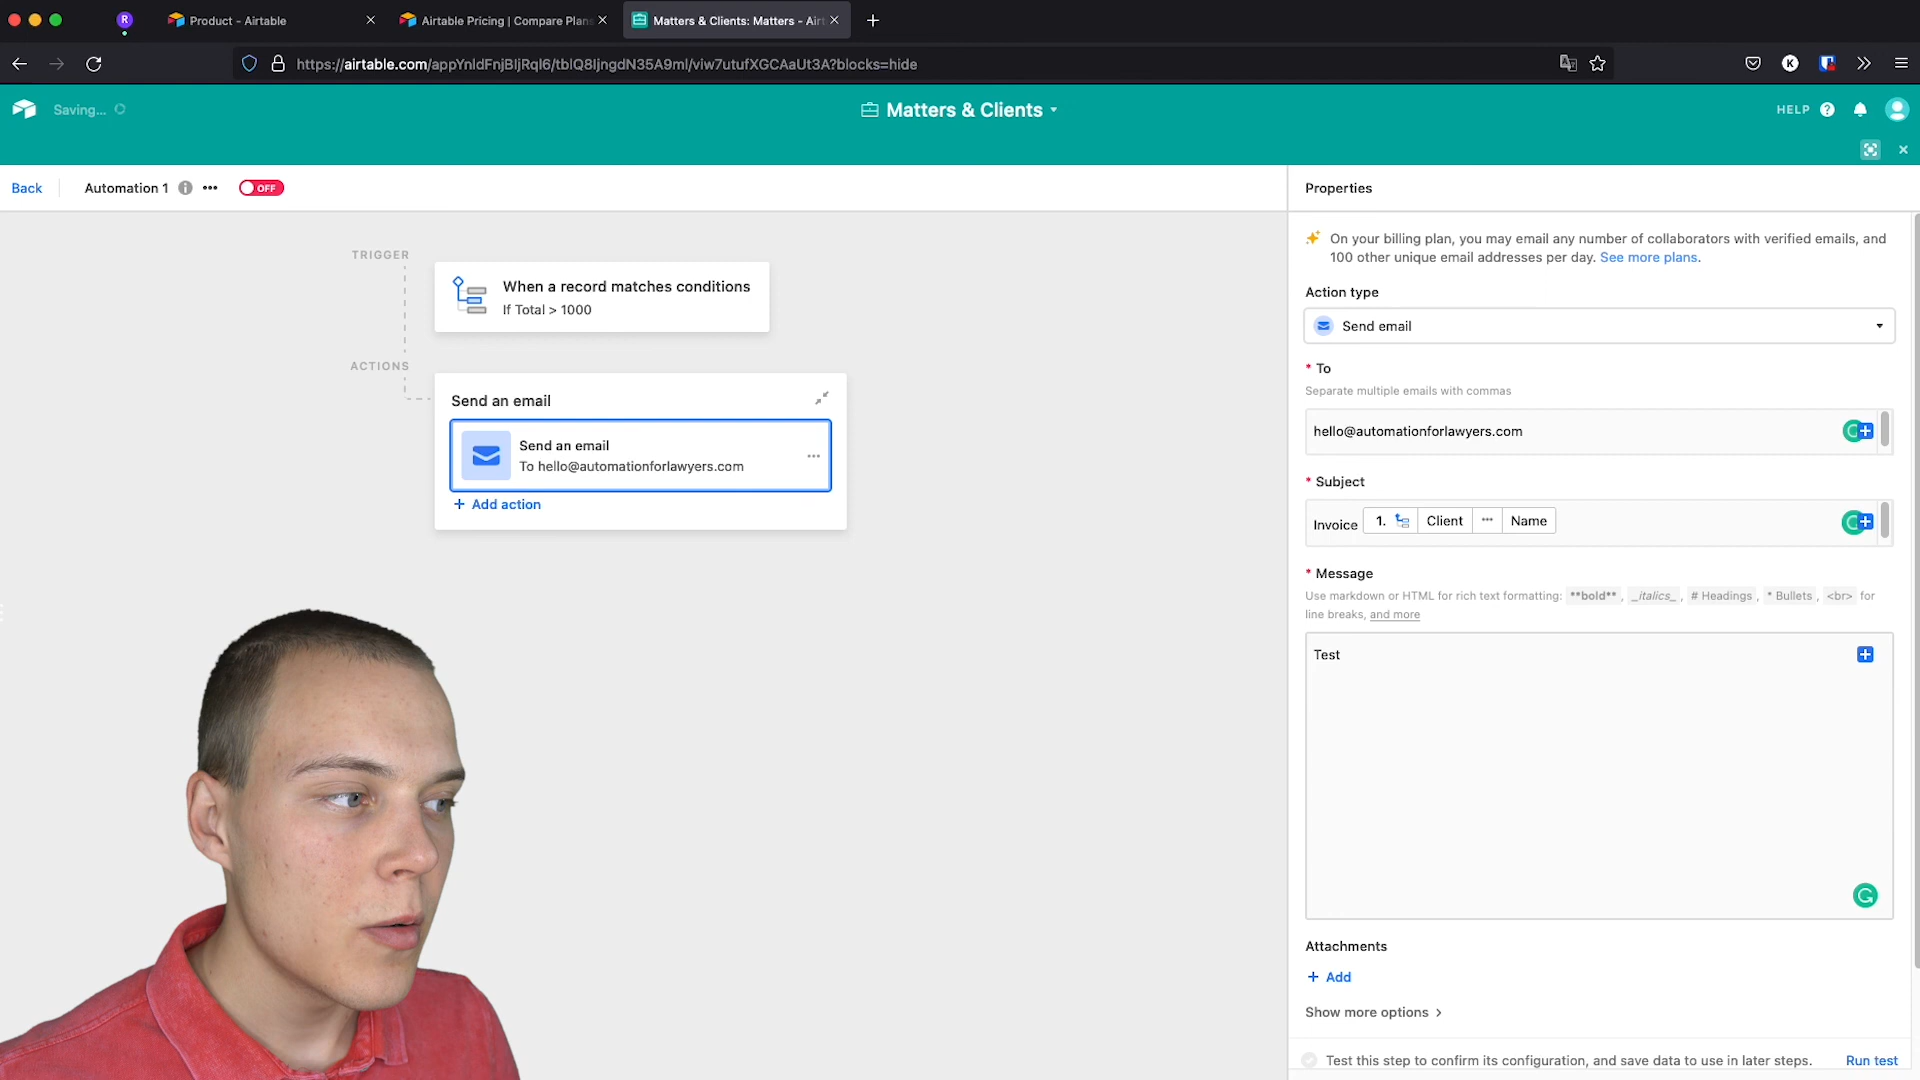 R
Product - Airtable
Airtable Pricing | Compare Plans
Matters & Clients: Matters - Airt
https://airtable.com/appYnIdFnjBIjRqI6/tblQ8IjngdN35A9ml/viw7utufXGCAaUt3A?blocks=hide
K
Saving...
Matters & Clients
HELP
Back
Automation 1
OFF
Properties
TRIGGER
When a record matches conditions
If Total > 1000
ACTIONS
Send an email
Send an email
To hello@automationforlawyers.com
+ Add action
On your billing plan, you may email any number of collaborators with verified emails, and
100 other unique email addresses per day. See more plans.
Action type
Send email
* To
Separate multiple emails with commas
hello@automationforlawyers.com
* Subject
Invoice 1. Client ··· Name
* Message
Use markdown or HTML for rich text formatting: **bold** , _italics_ , # Headings , * Bullets , <br> for
line breaks, and more
Test
Attachments
+ Add
Show more options
Test this step to confirm its configuration, and save data to use in later steps.
Run test